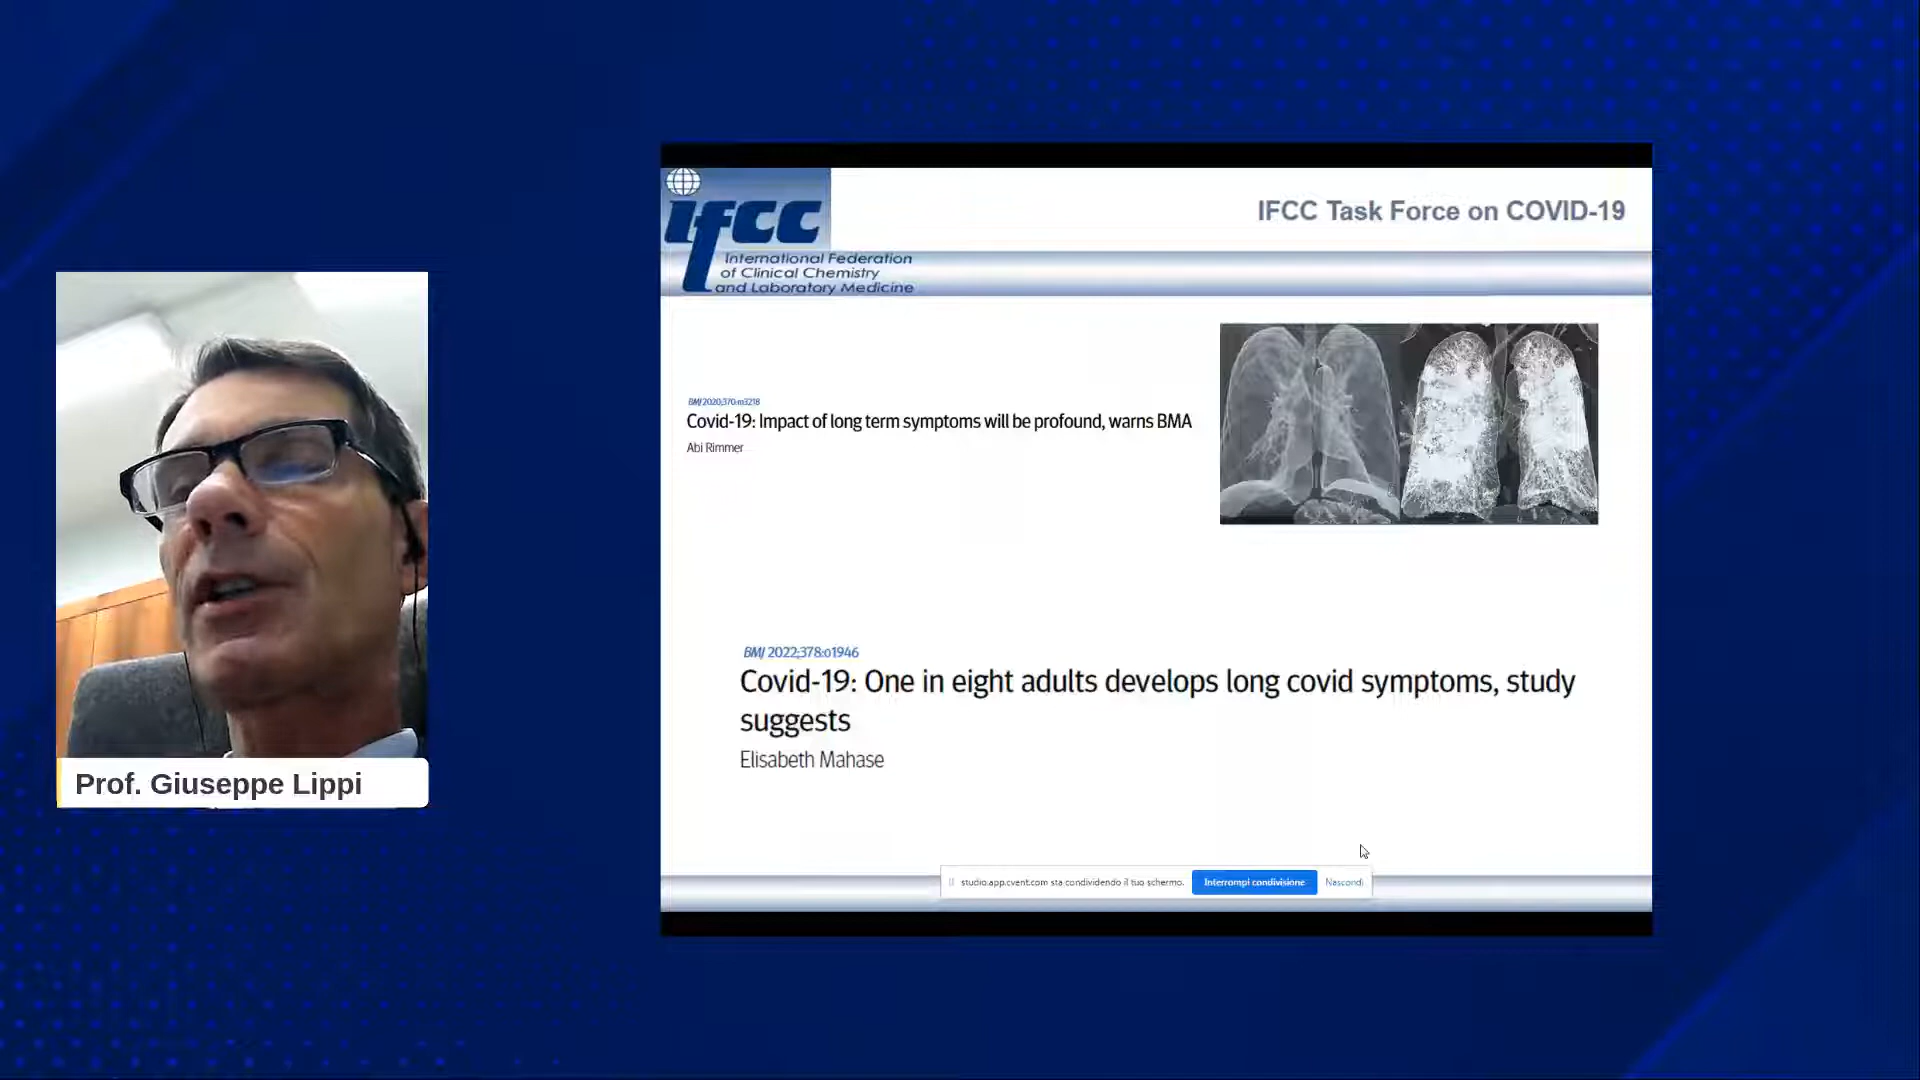 ifcc
International Federation
of Clinical Chemistry
and Laboratory Medicine
IFCC Task Force on COVID-19
BMJ 2020;370:m3218
Covid-19: Impact of long term symptoms will be profound, warns BMA
Abi Rimmer
BMJ 2022;378:o1946
Covid-19: One in eight adults develops long covid symptoms, study
suggests
Elisabeth Mahase
Prof. Giuseppe Lippi
studio.app.cvent.com sta condividendo il tuo schermo.
Interrompi condivisione
Nascondi